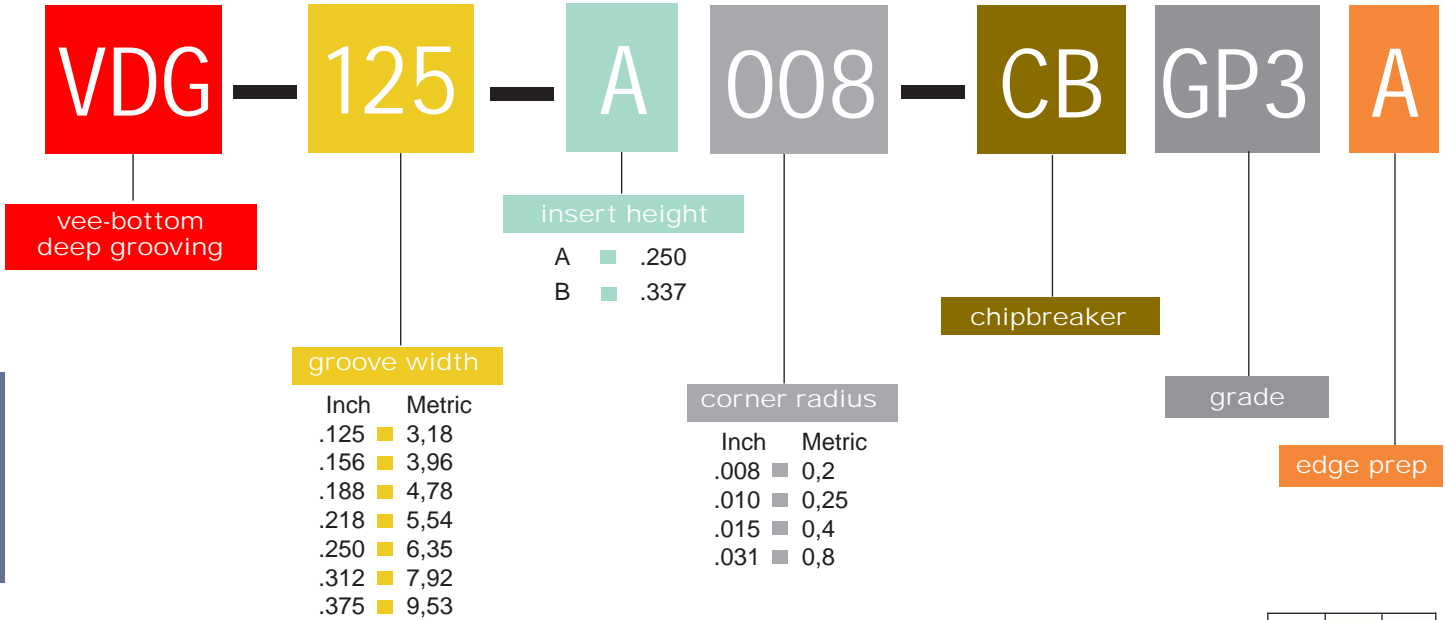 VDG — 125 — A 008 — CB GP3 A
vee-bottom
deep grooving
insert height
A .250
B .337
chipbreaker
groove width
Inch Metric
.125 3,18
.156 3,96
.188 4,78
.218 5,54
.250 6,35
.312 7,92
.375 9,53
corner radius
Inch Metric
.008 0,2
.010 0,25
.015 0,4
.031 0,8
grade
edge prep